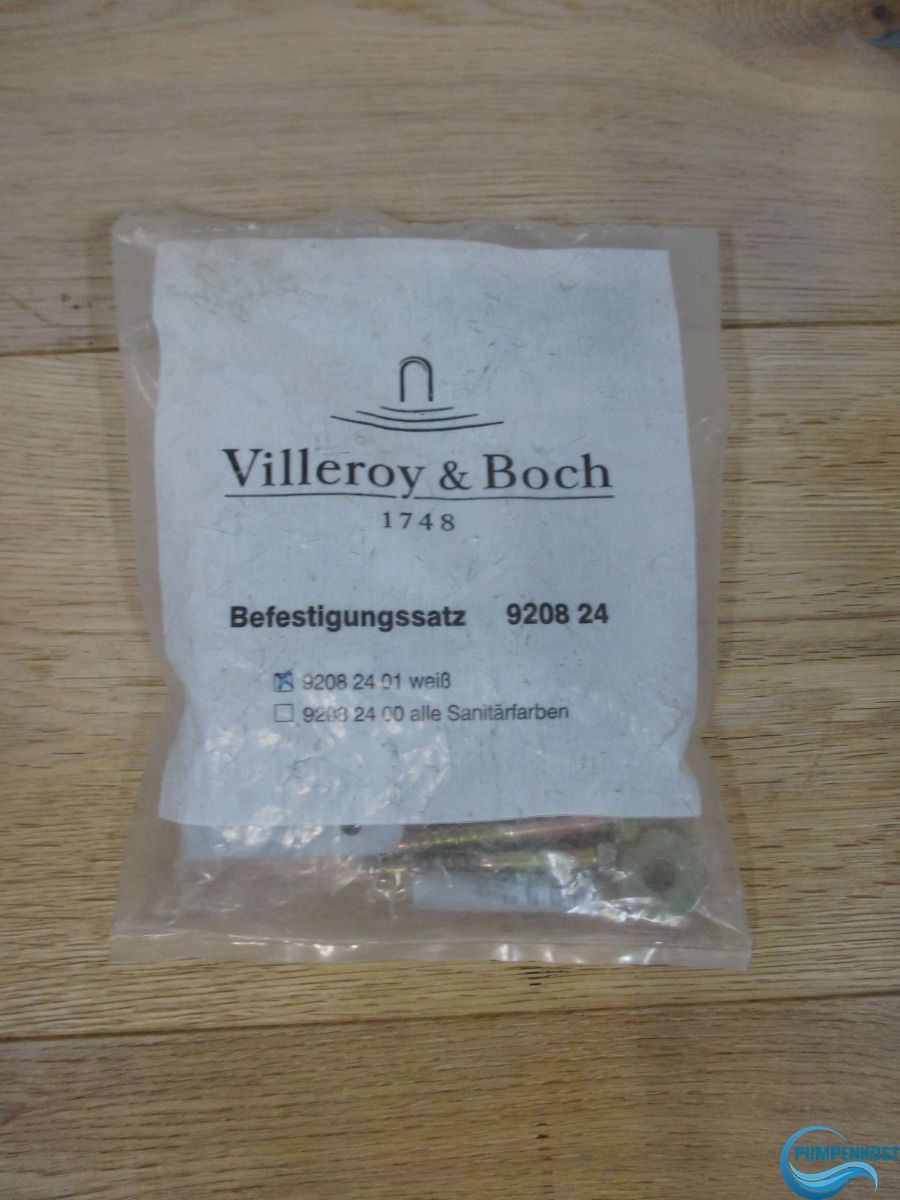 Villeroy & Boch
1748
Befestigungssatz 9208 24
9208 24 01 weiß
9208 24 00 alle Sanitärfarben
PUMPENKOST